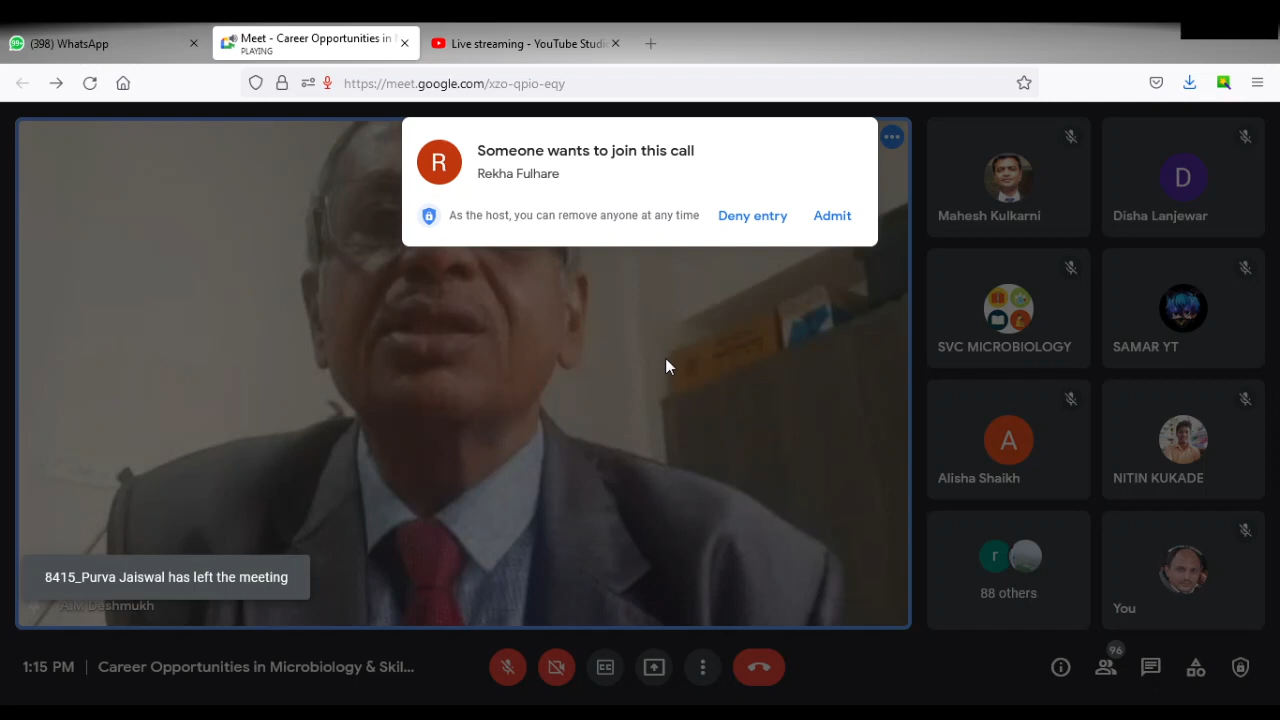 99+
(398) WhatsApp
Meet - Career Opportunities in
PLAYING
Live streaming - YouTube Studi
https://meet.google.com/xzo-qpio-eqy
R
Someone wants to join this call
Rekha Fulhare
As the host, you can remove anyone at any time
Deny entry
Admit
Mahesh Kulkarni
D
Disha Lanjewar
SVC MICROBIOLOGY
SAMAR YT
A
Alisha Shaikh
NITIN KUKADE
r
88 others
You
8415_Purva Jaiswal has left the meeting
A M Deshmukh
1:15 PM | Career Opportunities in Microbiology & Skil...
96